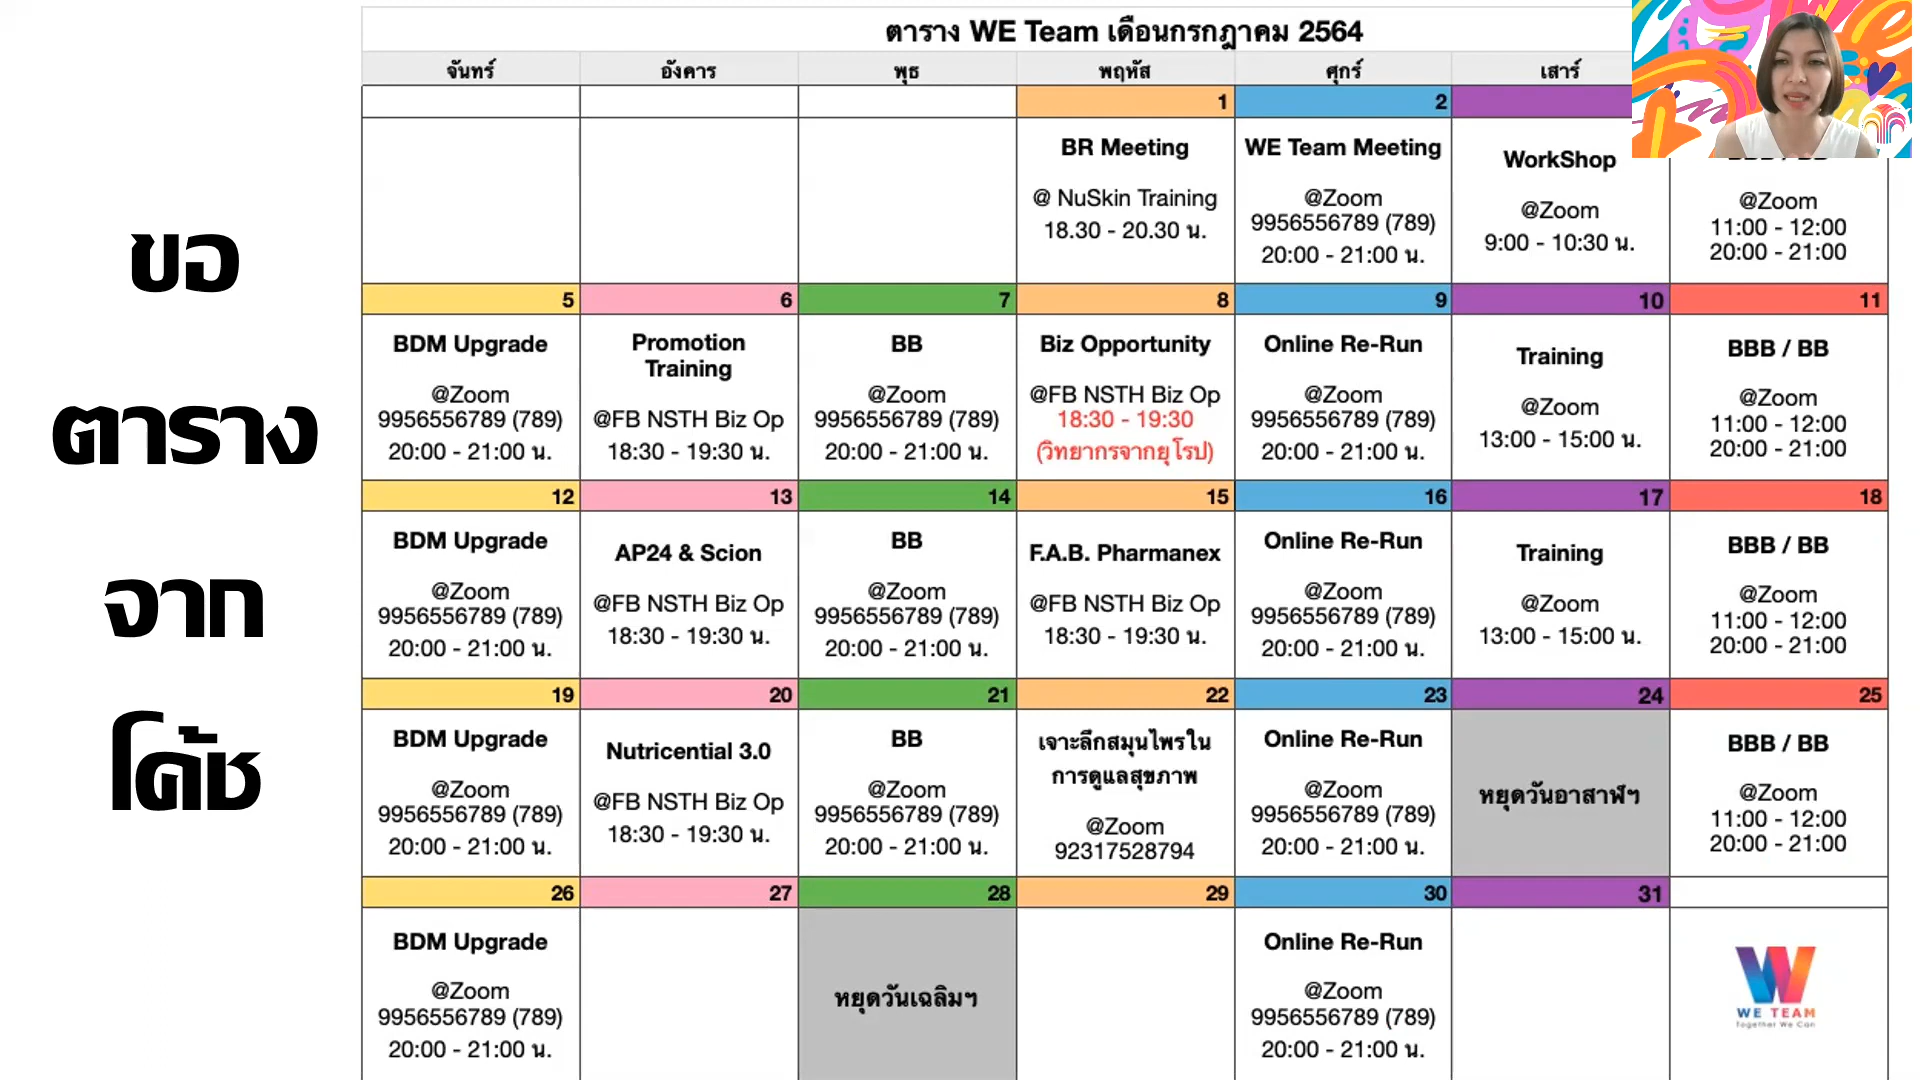 ขอ
ตาราง
จาก
โค้ช
ตาราง WE Team เดือนกรกฎาคม 2564
จันทร์ อังคาร พุธ พฤหัส ศุกร์ เสาร์
1 2
BR Meeting
@ NuSkin Training
18.30 - 20.30 น.
WE Team Meeting
@Zoom
9956556789 (789)
20:00 - 21:00 น.
WorkShop
@Zoom
9:00 - 10:30 น.
@Zoom
11:00 - 12:00
20:00 - 21:00
5 6 7 8 9 10 11
BDM Upgrade
@Zoom
9956556789 (789)
20:00 - 21:00 น.
Promotion
Training
@FB NSTH Biz Op
18:30 - 19:30 น.
BB
@Zoom
9956556789 (789)
20:00 - 21:00 น.
Biz Opportunity
@FB NSTH Biz Op
18:30 - 19:30
(วิทยากรจากยุโรป)
Online Re-Run
@Zoom
9956556789 (789)
20:00 - 21:00 น.
Training
@Zoom
13:00 - 15:00 น.
BBB / BB
@Zoom
11:00 - 12:00
20:00 - 21:00
12 13 14 15 16 17 18
BDM Upgrade
@Zoom
9956556789 (789)
20:00 - 21:00 น.
AP24 & Scion
@FB NSTH Biz Op
18:30 - 19:30 น.
BB
@Zoom
9956556789 (789)
20:00 - 21:00 น.
F.A.B. Pharmanex
@FB NSTH Biz Op
18:30 - 19:30 น.
Online Re-Run
@Zoom
9956556789 (789)
20:00 - 21:00 น.
Training
@Zoom
13:00 - 15:00 น.
BBB / BB
@Zoom
11:00 - 12:00
20:00 - 21:00
19 20 21 22 23 24 25
BDM Upgrade
@Zoom
9956556789 (789)
20:00 - 21:00 น.
Nutricential 3.0
@FB NSTH Biz Op
18:30 - 19:30 น.
BB
@Zoom
9956556789 (789)
20:00 - 21:00 น.
เจาะลึกสมุนไพรใน
การดูแลสุขภาพ
@Zoom
92317528794
Online Re-Run
@Zoom
9956556789 (789)
20:00 - 21:00 น.
หยุดวันอาสาฬฯ
BBB / BB
@Zoom
11:00 - 12:00
20:00 - 21:00
26 27 28 29 30 31
BDM Upgrade
@Zoom
9956556789 (789)
20:00 - 21:00 น.
หยุดวันเฉลิมฯ
Online Re-Run
@Zoom
9956556789 (789)
20:00 - 21:00 น.
WE TEAM
Together We Can